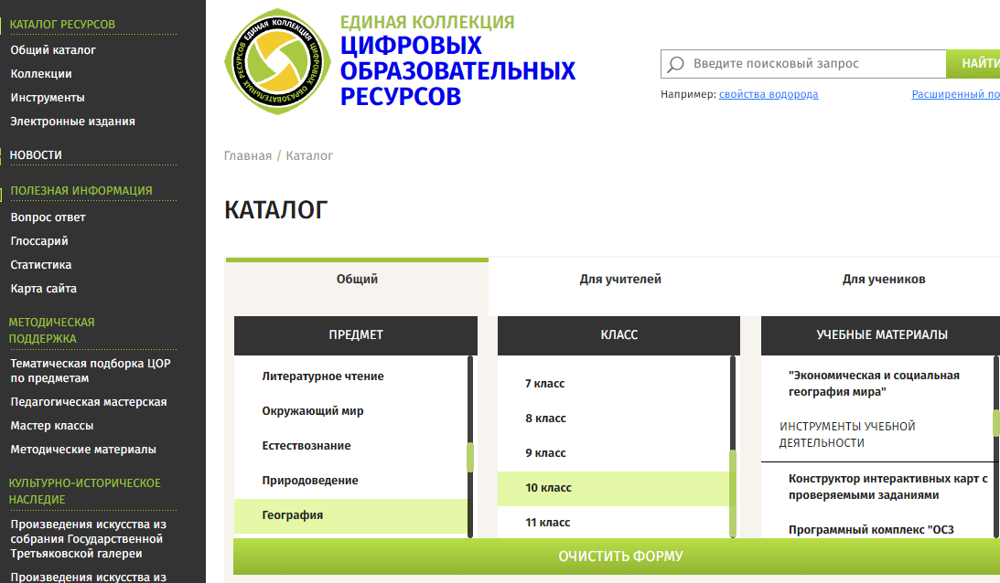 КАТАЛОГ РЕСУРСОВ
Общий каталог
Коллекции
Инструменты
Электронные издания
НОВОСТИ
ПОЛЕЗНАЯ ИНФОРМАЦИЯ
Вопрос ответ
Глоссарий
Статистика
Карта сайта
МЕТОДИЧЕСКАЯ
ПОДДЕРЖКА
Тематическая подборка ЦОР
по предметам
Педагогическая мастерская
Мастер классы
Методические материалы
КУЛЬТУРНО-ИСТОРИЧЕСКОЕ
НАСЛЕДИЕ
Произведения искусства из
собрания Государственной
Третьяковской галереи
Произведения искусства из
ЕДИНАЯ КОЛЛЕКЦИЯ ЦИФРОВЫХ ОБРАЗОВАТЕЛЬНЫХ РЕСУРСОВ
ЕДИНАЯ КОЛЛЕКЦИЯ
ЦИФРОВЫХ
ОБРАЗОВАТЕЛЬНЫХ
РЕСУРСОВ
Введите поисковый запрос
НАЙТИ
Например: свойства водорода
Расширенный по
Главная / Каталог
КАТАЛОГ
Общий
Для учителей
Для учеников
ПРЕДМЕТ
Литературное чтение
Окружающий мир
Естествознание
Природоведение
География
КЛАСС
7 класс
8 класс
9 класс
10 класс
11 класс
УЧЕБНЫЕ МАТЕРИАЛЫ
"Экономическая и социальная
география мира"
ИНСТРУМЕНТЫ УЧЕБНОЙ
ДЕЯТЕЛЬНОСТИ
Конструктор интерактивных карт с
проверяемыми заданиями
Программный комплекс "ОСЗ
ОЧИСТИТЬ ФОРМУ